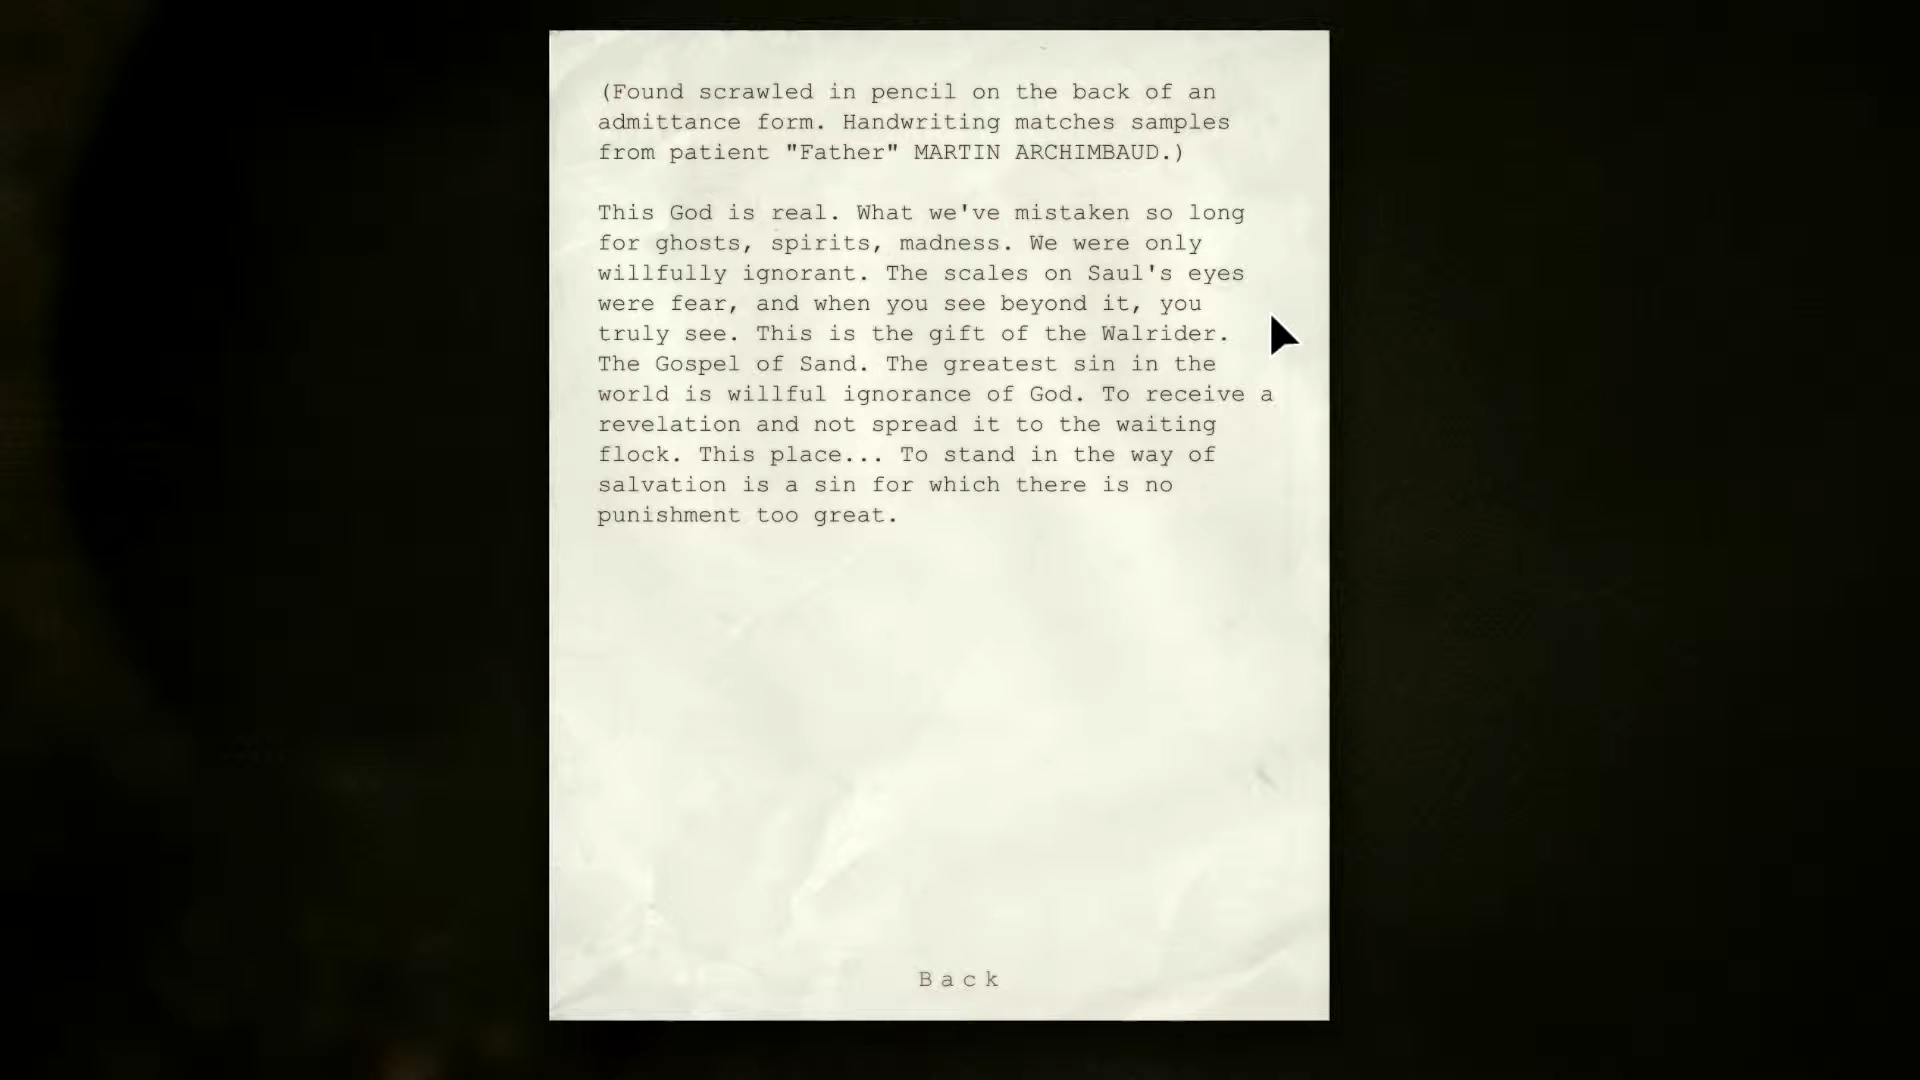 (Found scrawled in pencil on the back of an
admittance form. Handwriting matches samples
from patient "Father" MARTIN ARCHIMBAUD.)
This God is real. What we've mistaken so long
for ghosts, spirits, madness. We were only
willfully ignorant. The scales on Saul's eyes
were fear, and when you see beyond it, you
truly see. This is the gift of the Walrider.
The Gospel of Sand. The greatest sin in the
world is willful ignorance of God. To receive a
revelation and not spread it to the waiting
flock. This place... To stand in the way of
salvation is a sin for which there is no
punishment too great.
Back